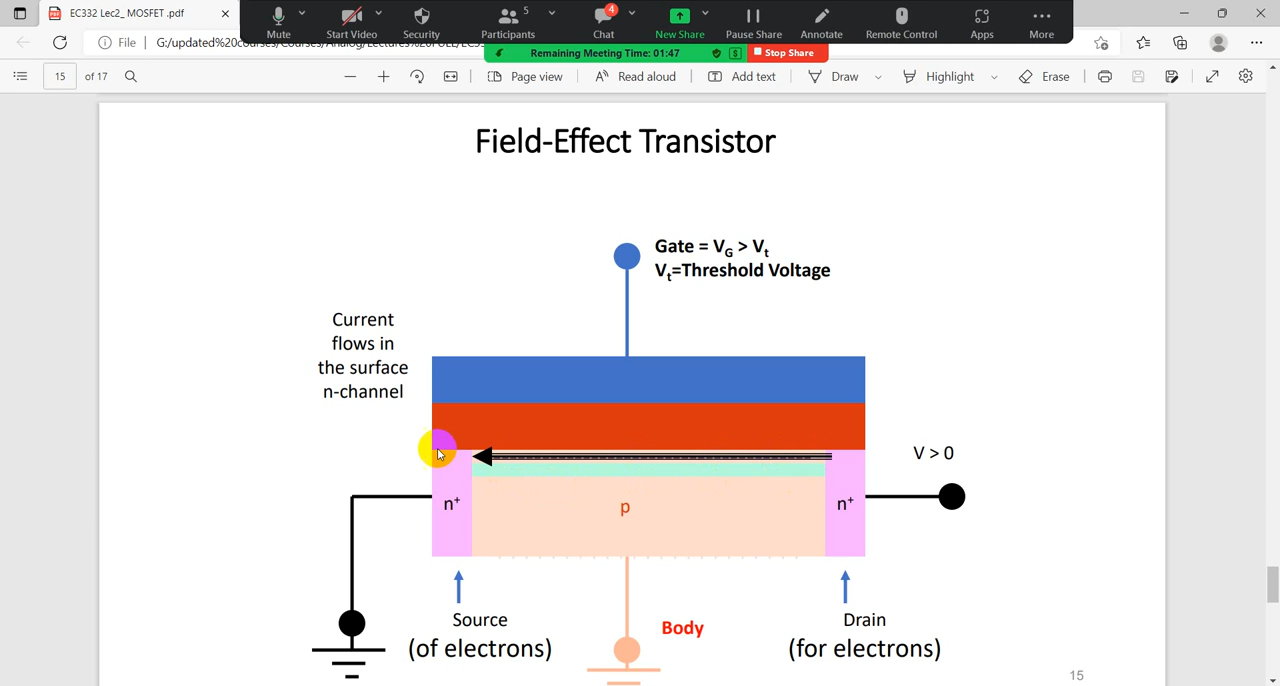 EC332 Lec2_ MOSFET .pdf
5
4
Mute
Start Video
Security
Participants
Chat
New Share
Pause Share
Annotate
Remote Control
Apps
More
File
Remaining Meeting Time: 01:47
$
Stop Share
15
of 17
Page view
Read aloud
Add text
Draw
Highlight
Erase
Field-Effect Transistor
Gate = VG > Vt
Vt=Threshold Voltage
Current
flows in
the surface
n-channel
V > 0
n+
p
n+
Source
(of electrons)
Body
Drain
(for electrons)
15